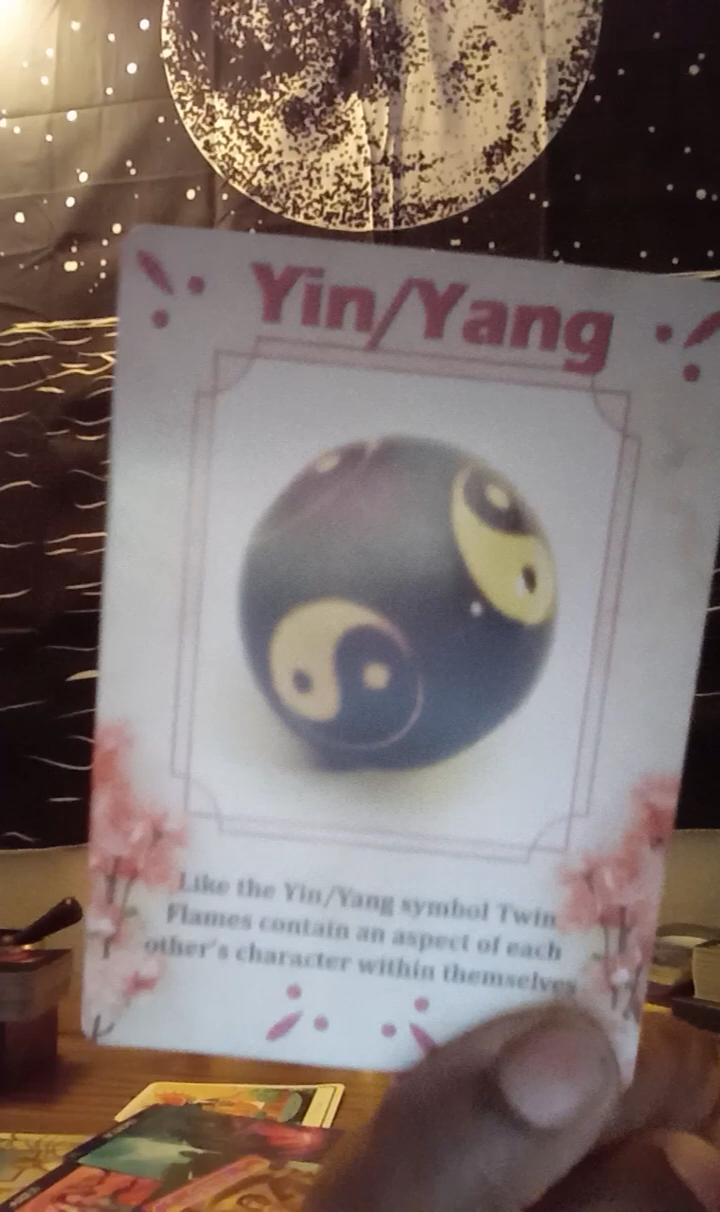 Yin/Yang
Like the Yin/Yang symbol Twin
Flames contain an aspect of each
other's character within themselves